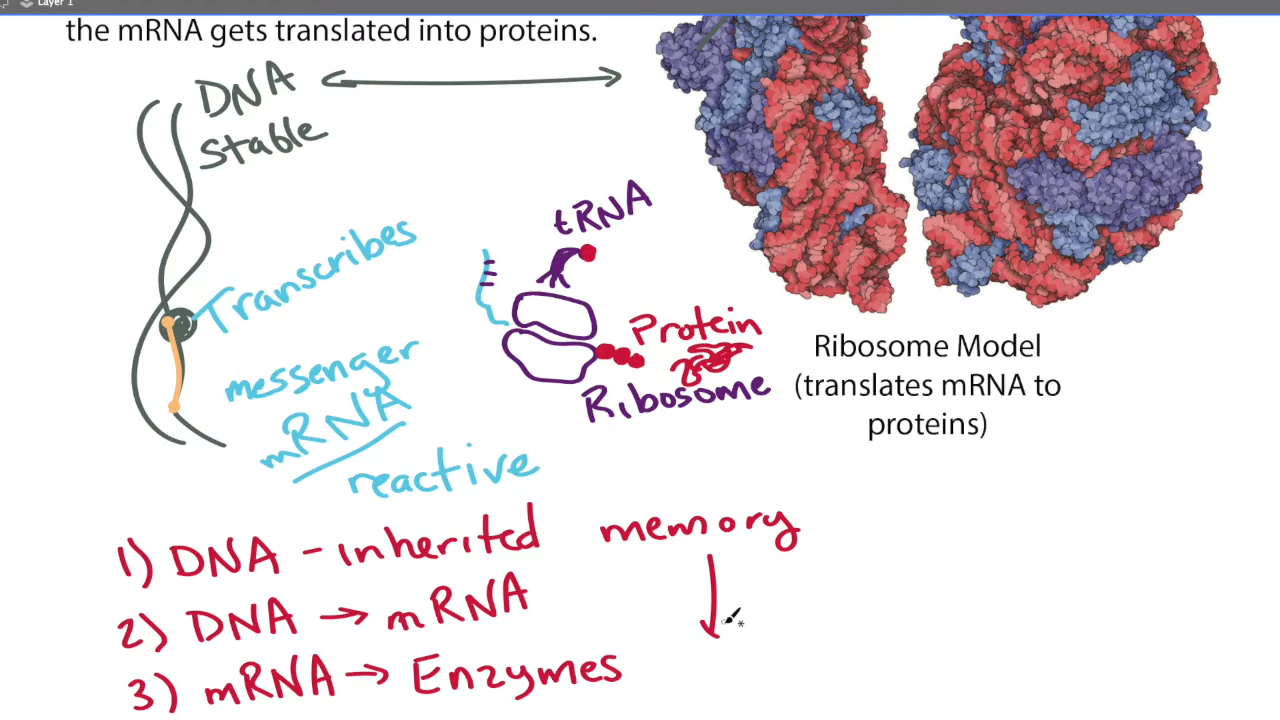 Layer 1
the mRNA gets translated into proteins.
DNA
stable
tRNA
Transcribes
Protein
Ribosome
messenger
mRNA
reactive
Ribosome Model
(translates mRNA to
proteins)
1) DNA - inherited memory
2) DNA → mRNA
3) mRNA → Enzymes